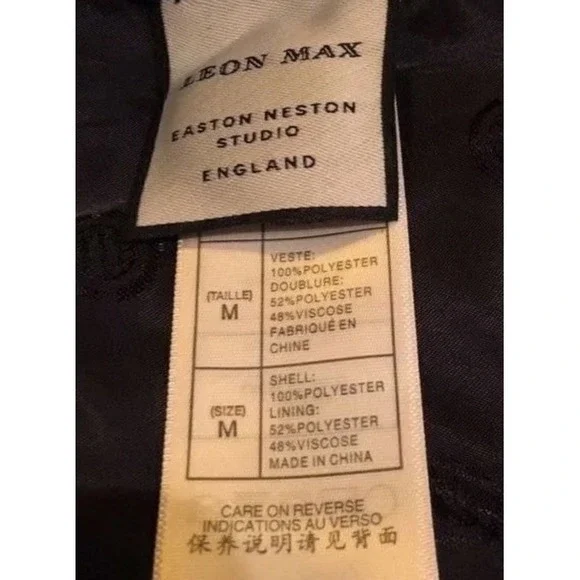 LEON MAX
EASTON NESTON
STUDIO
ENGLAND
(TAILLE)
M
VESTE:
100%POLYESTER
DOUBLURE:
52%POLYESTER
48%VISCOSE
FABRIQUÉ EN
CHINE
(SIZE)
M
SHELL:
100%POLYESTER
LINING:
52%POLYESTER
48%VISCOSE
MADE IN CHINA
CARE ON REVERSE
INDICATIONS AU VERSO
保养说明请见背面